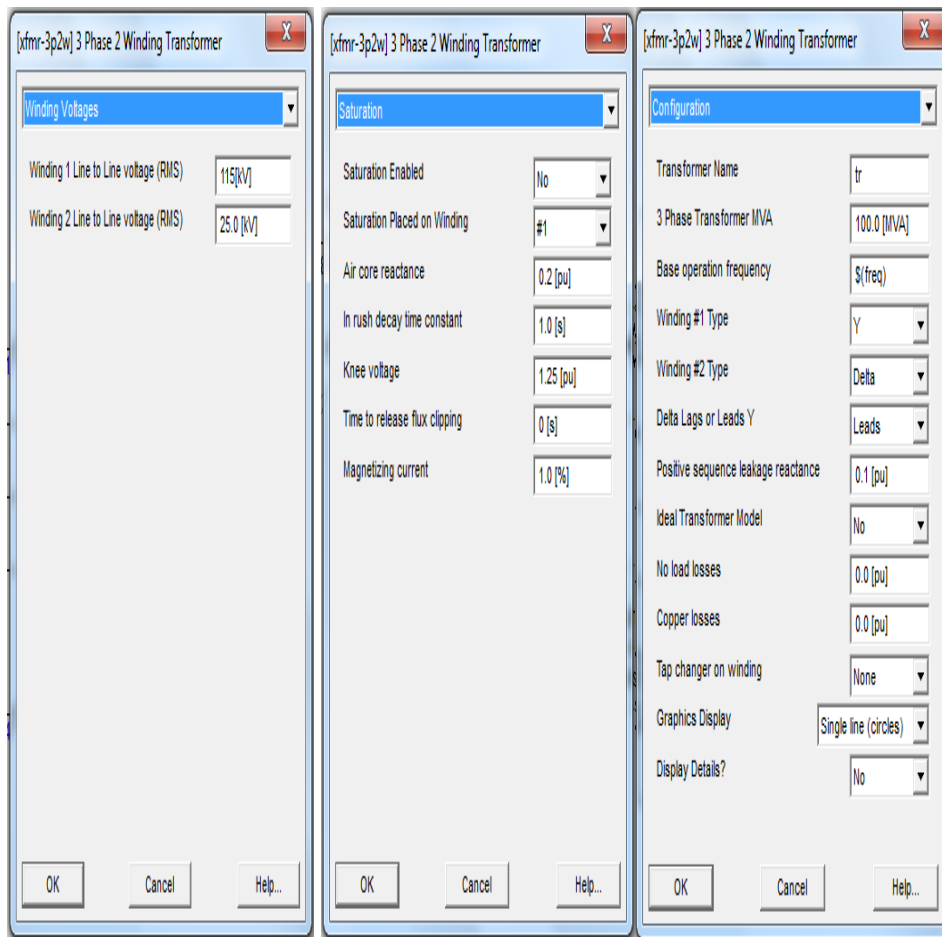 [xfmr-3p2w] 3 Phase 2 Winding Transformer
X
Winding Voltages
Winding 1 Line to Line voltage (RMS) 115[kV]
Winding 2 Line to Line voltage (RMS) 25.0 [kV]
OK Cancel Help...
[xfmr-3p2w] 3 Phase 2 Winding Transformer
X
Saturation
Saturation Enabled No
Saturation Placed on Winding #1
Air core reactance 0.2 [pu]
In rush decay time constant 1.0 [s]
Knee voltage 1.25 [pu]
Time to release flux clipping 0 [s]
Magnetizing current 1.0 [%]
OK Cancel Help...
[xfmr-3p2w] 3 Phase 2 Winding Transformer
X
Configuration
Transformer Name tr
3 Phase Transformer MVA 100.0 [MVA]
Base operation frequency $(freq)
Winding #1 Type Y
Winding #2 Type Delta
Delta Lags or Leads Y Leads
Positive sequence leakage reactance 0.1 [pu]
Ideal Transformer Model No
No load losses 0.0 [pu]
Copper losses 0.0 [pu]
Tap changer on winding None
Graphics Display Single line (circles)
Display Details? No
OK Cancel Help...